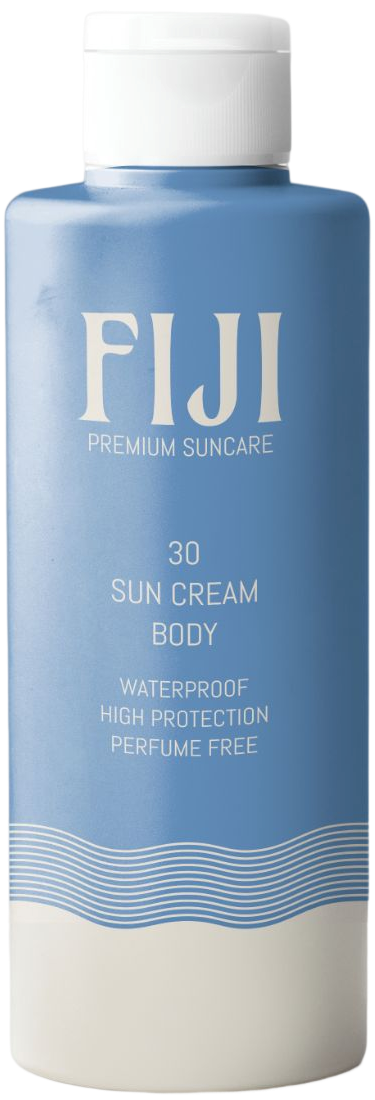 FIJI
PREMIUM SUNCARE
30
SUN CREAM
BODY
WATERPROOF
HIGH PROTECTION
PERFUME FREE